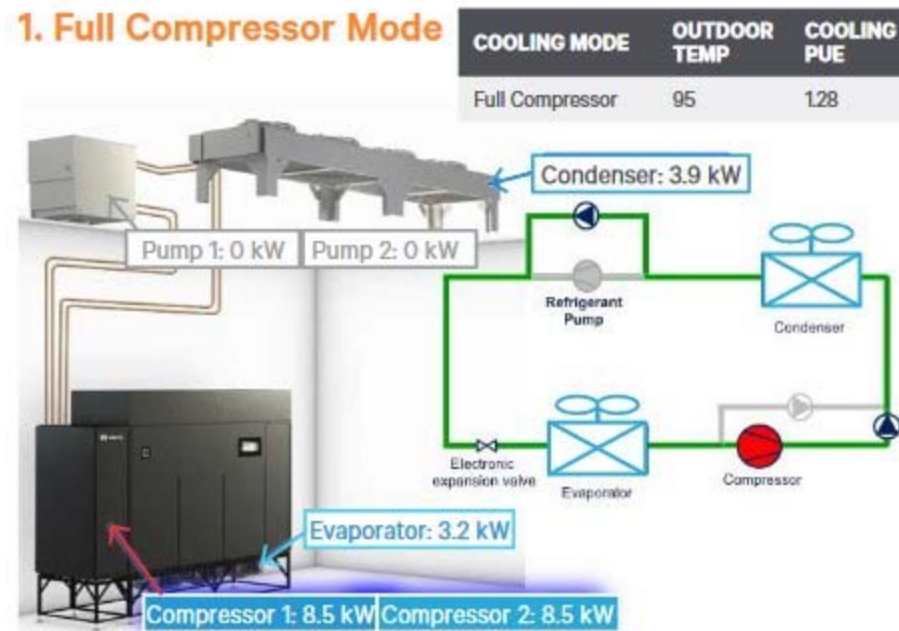 1. Full Compressor Mode
COOLING MODE OUTDOOR TEMP COOLING PUE
Full Compressor 95 1.28
Condenser: 3.9 kW
Pump 1: 0 kW Pump 2: 0 kW
Refrigerant
Pump
Condenser
Electronic
expansion valve
Evaporator
Compressor
Evaporator: 3.2 kW
Compressor 1: 8.5 kW Compressor 2: 8.5 kW